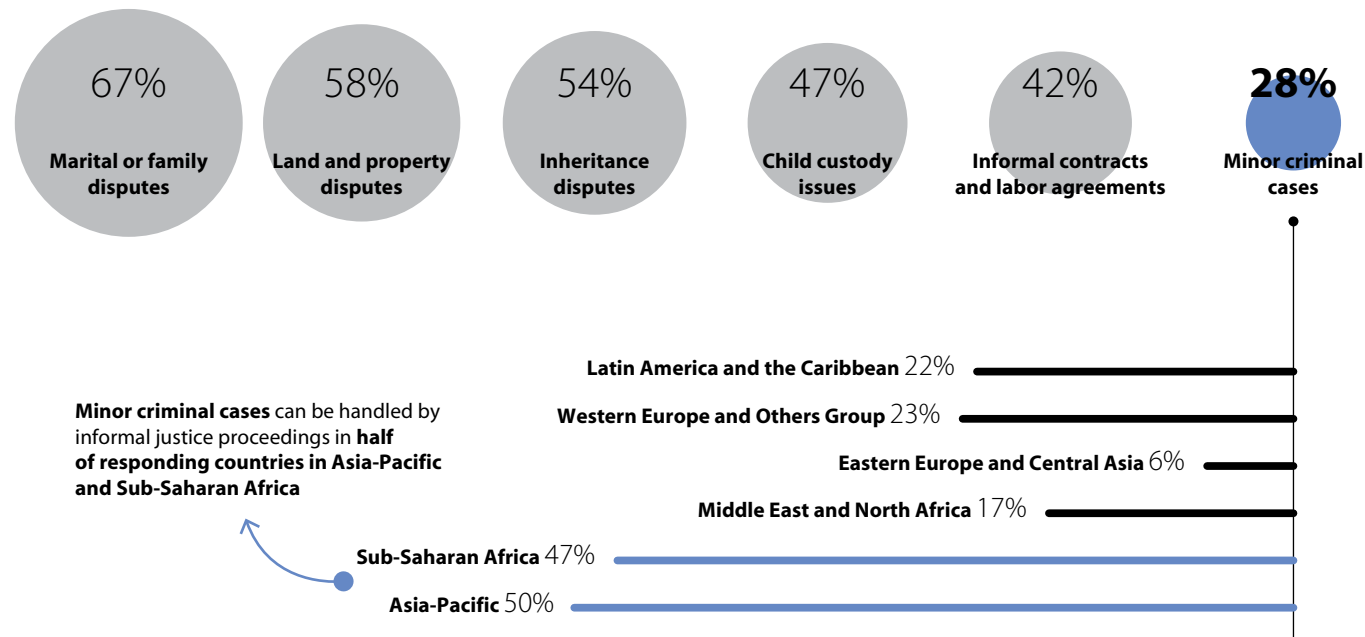 67%
Marital or family
disputes
58%
Land and property
disputes
54%
Inheritance
disputes
47%
Child custody
issues
42%
Informal contracts
and labor agreements
28%
Minor criminal
cases
Latin America and the Caribbean 22%
Western Europe and Others Group 23%
Eastern Europe and Central Asia 6%
Middle East and North Africa 17%
Sub-Saharan Africa 47%
Asia-Pacific 50%
Minor criminal cases can be handled by
informal justice proceedings in half
of responding countries in Asia-Pacific
and Sub-Saharan Africa